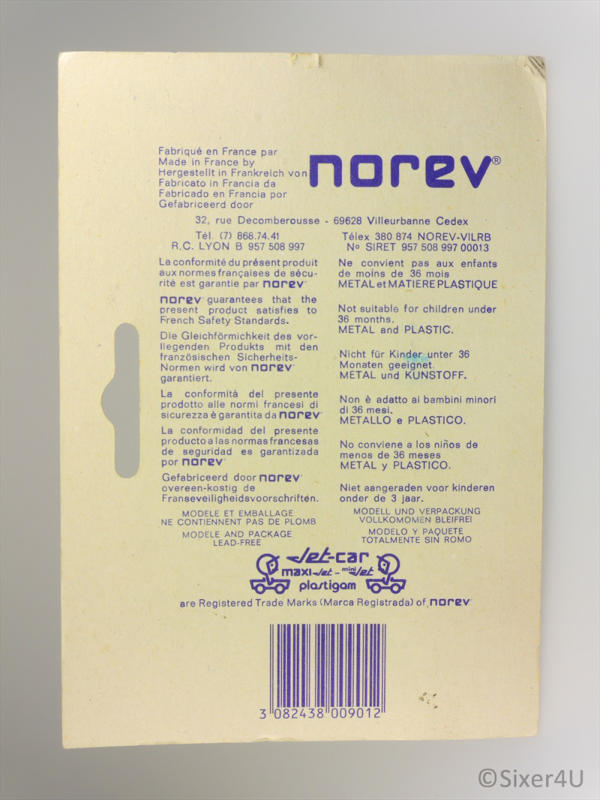 Fabriqué en France par
Made in France by
Hergestellt in Frankreich von
Fabricato in Francia da
Fabricado en Francia por
Gefabriceerd door
norev®
32, rue Decomberousse - 69628 Villeurbanne Cedex
Tél. (7) 868.74.41
R.C. LYON B 957 508 997
Télex 380 874 NOREV-VILRB
No SIRET 957 508 997 00013
La conformité du présent produit
aux normes françaises de sécu-
rité est garantie par norev
norev guarantees that the
present product satisfies to
French Safety Standards.
Die Gleichförmichkeit des vor-
liegenden Produkts mit den
französischen Sicherheits-
Normen wird von norev
garantiert.
La conformità del presente
prodotto alle normi francesi di
sicurezza è garantita da norev
La conformidad del presente
producto a las normas francesas
de seguridad es garantizada
por norev
Gefabriceerd door norev
overeen-kostig de
Franseveiligheidsvoorschriften.
MODELE ET EMBALLAGE
NE CONTIENNENT PAS DE PLOMB
MODELE AND PACKAGE
LEAD-FREE
Ne convient pas aux enfants
de moins de 36 mois
METAL et MATIERE PLASTIQUE
Not suitable for children under
36 months.
METAL and PLASTIC.
Nicht für Kinder unter 36
Monaten geeignet.
METAL und KUNSTOFF.
Non è adatto ai bambini minori
di 36 mesi.
METALLO e PLASTICO.
No conviene a los niños de
menos de 36 meses
METAL y PLASTICO.
Niet aangeraden voor kinderen
onder de 3 jaar.
MODELL UND VERPACKUNG
VOLLKOMOMEN BLEIFREI
MODELO Y PAQUETE
TOTALMENTE SIN ROMO
Jet-car
maxi Jet - mini Jet
plastigam
are Registered Trade Marks (Marca Registrada) of norev
3 082438 009012
©Sixer4U